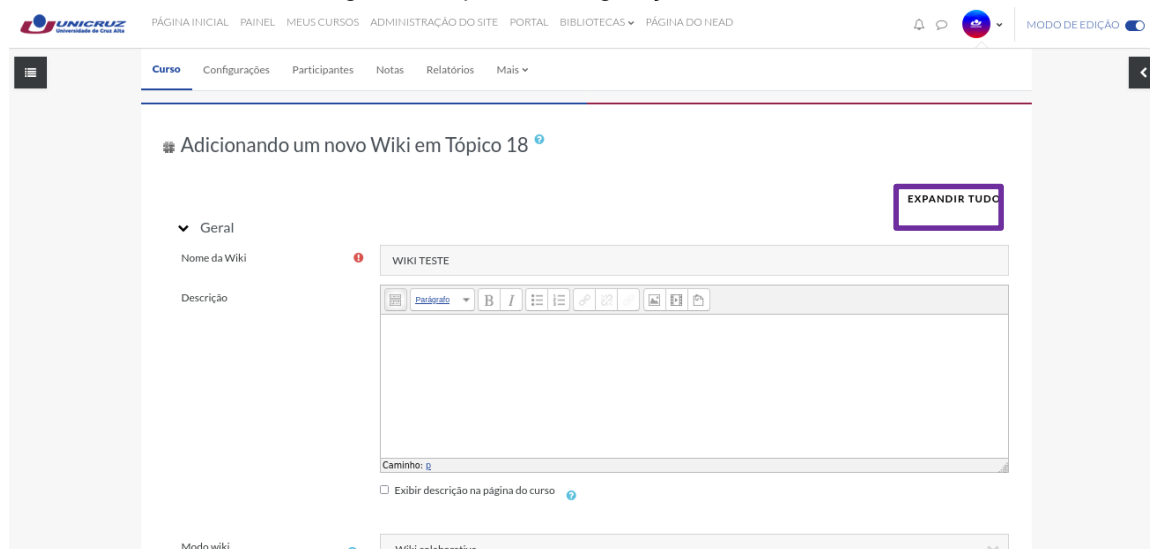 UNICRUZ
Universidade de Cruz Alta
PÁGINA INICIAL PAINEL MEUS CURSOS ADMINISTRAÇÃO DO SITE PORTAL BIBLIOTECAS PÁGINA DO NEAD
MODO DE EDIÇÃO
Curso Configurações Participantes Notas Relatórios Mais
Adicionando um novo Wiki em Tópico 18
EXPANDIR TUDO
Geral
Nome da Wiki
WIKI TESTE
Descrição
Parágrafo
B I
Caminho: p
Exibir descrição na página do curso
Modo wiki
Wiki colaborativa